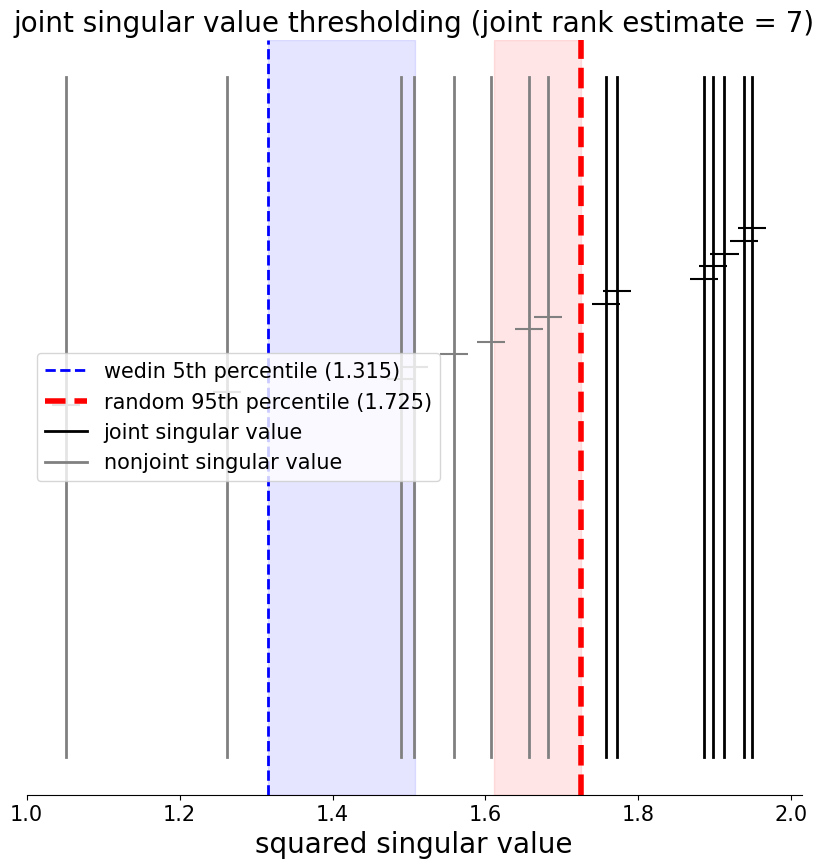 joint singular value thresholding (joint rank estimate = 7)
wedin 5th percentile (1.315)
random 95th percentile (1.725)
joint singular value
nonjoint singular value
1.0 1.2 1.4 1.6 1.8 2.0
squared singular value